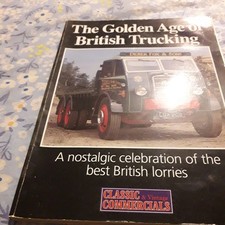 The Golden Age of
British Trucking
A nostalgic celebration of the
best British lorries
CLASSIC
COMMERCIALS